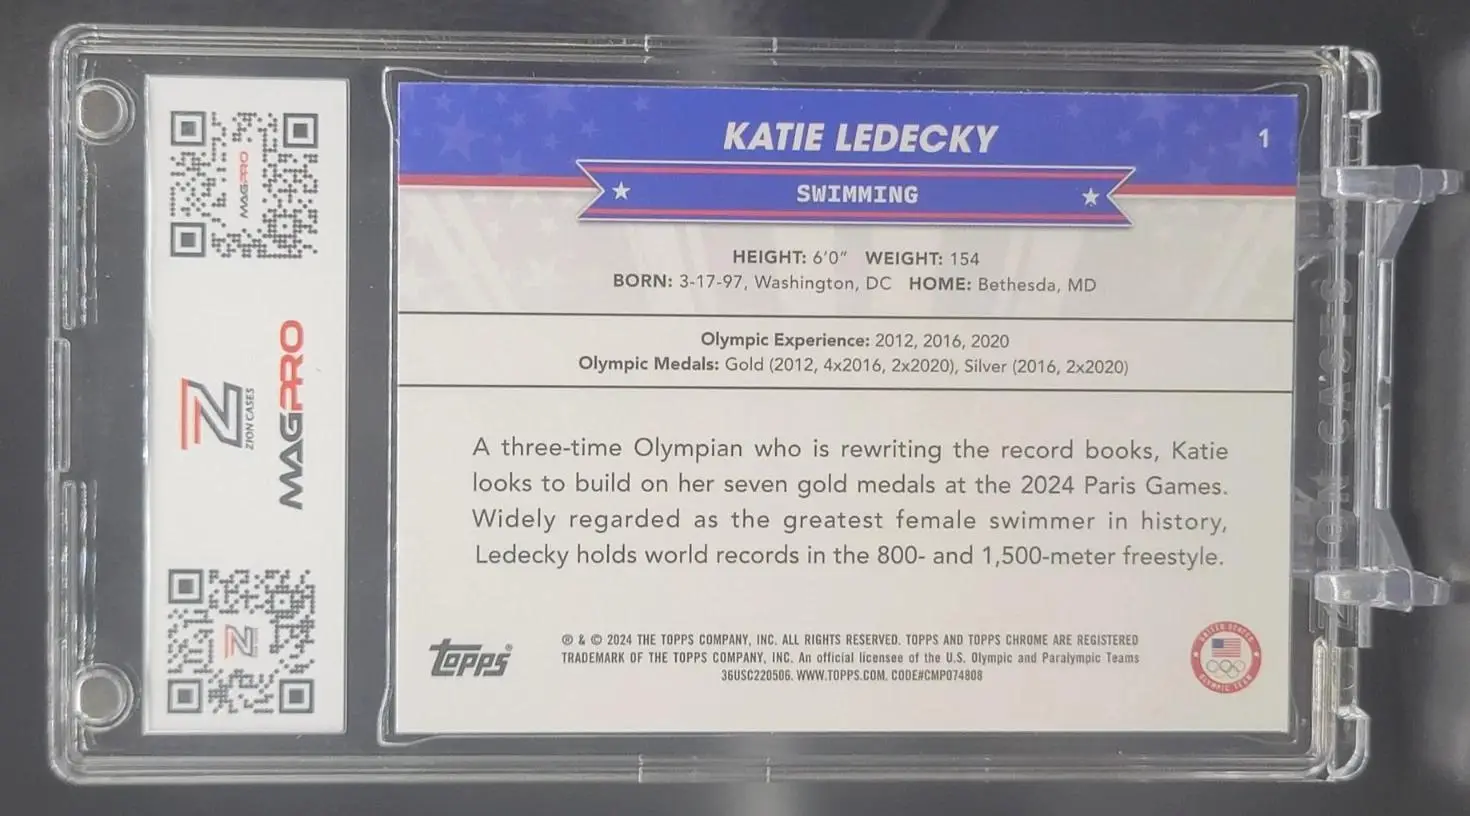 MAGPRO
Z
ZION CASES
MAGPRO
Z
KATIE LEDECKY
1
SWIMMING
HEIGHT: 6'0" WEIGHT: 154
BORN: 3-17-97, Washington, DC HOME: Bethesda, MD
Olympic Experience: 2012, 2016, 2020
Olympic Medals: Gold (2012, 4x2016, 2x2020), Silver (2016, 2x2020)
A three-time Olympian who is rewriting the record books, Katie
looks to build on her seven gold medals at the 2024 Paris Games.
Widely regarded as the greatest female swimmer in history,
Ledecky holds world records in the 800- and 1,500-meter freestyle.
topps®
® & © 2024 THE TOPPS COMPANY, INC. ALL RIGHTS RESERVED. TOPPS AND TOPPS CHROME ARE REGISTERED
TRADEMARK OF THE TOPPS COMPANY, INC. An official licensee of the U.S. Olympic and Paralympic Teams
36USC220506. WWW.TOPPS.COM. CODE#CMP074808
UNITED STATES
OLYMPIC TEAM
ZION CASES